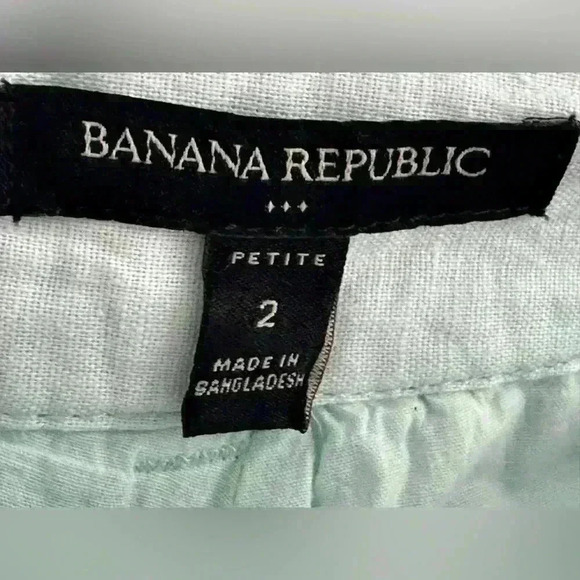 BANANA REPUBLIC
PETITE
2
MADE IN
BANGLADESH